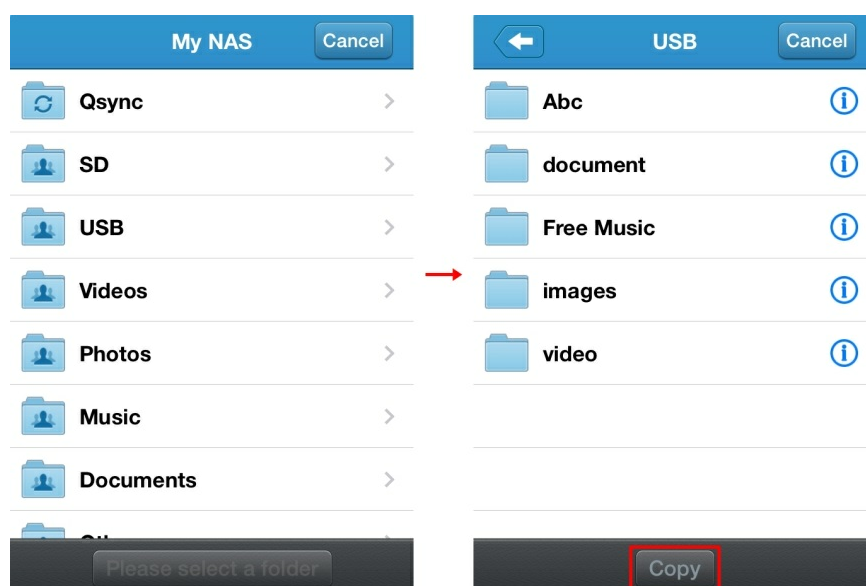 My NAS
Cancel
Qsync
SD
USB
Videos
Photos
Music
Documents
Please select a folder
USB
Cancel
Abc
document
Free Music
images
video
Copy